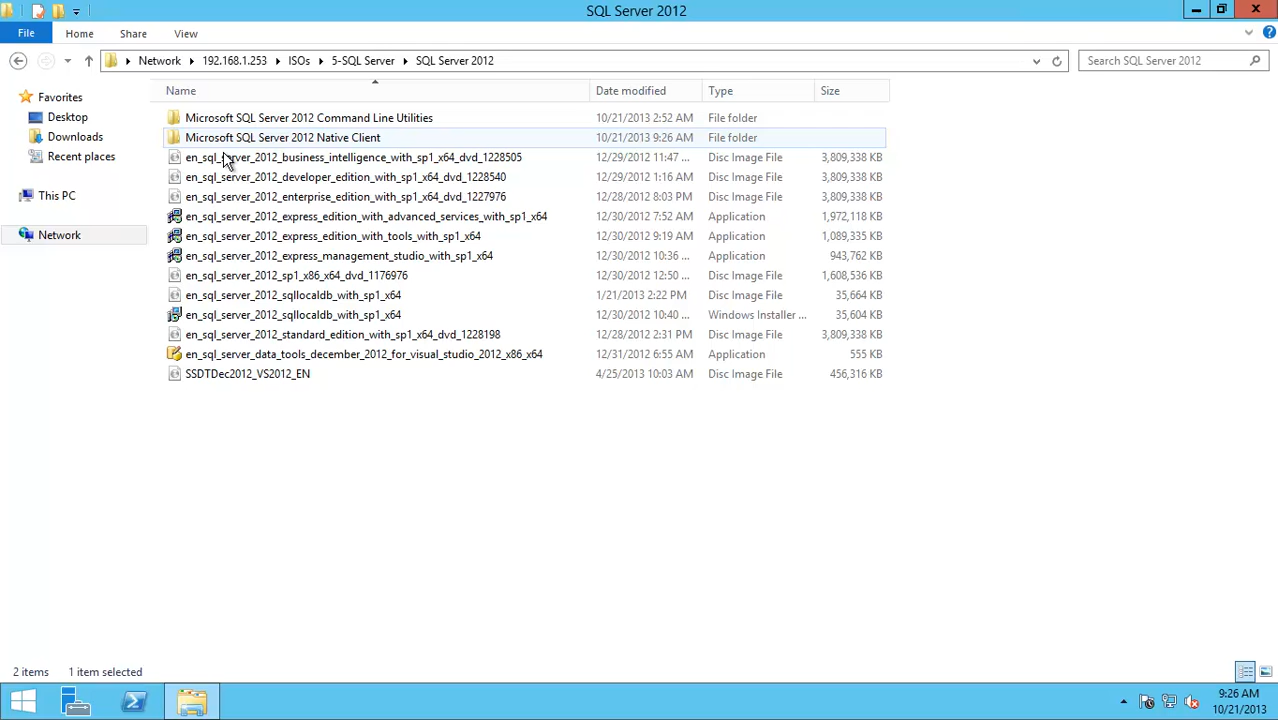 SQL Server 2012
File Home Share View
Network 192.168.1.253 ISOs 5-SQL Server SQL Server 2012 Search SQL Server 2012
Name Date modified Type Size
Favorites
Desktop
Downloads
Recent places
This PC
Network
Microsoft SQL Server 2012 Command Line Utilities 10/21/2013 2:52 AM File folder
Microsoft SQL Server 2012 Native Client 10/21/2013 9:26 AM File folder
en_sql_server_2012_business_intelligence_with_sp1_x64_dvd_1228505 12/29/2012 11:47 ... Disc Image File 3,809,338 KB
en_sql_server_2012_developer_edition_with_sp1_x64_dvd_1228540 12/29/2012 1:16 AM Disc Image File 3,809,338 KB
en_sql_server_2012_enterprise_edition_with_sp1_x64_dvd_1227976 12/28/2012 8:03 PM Disc Image File 3,809,338 KB
en_sql_server_2012_express_edition_with_advanced_services_with_sp1_x64 12/30/2012 7:52 AM Application 1,972,118 KB
en_sql_server_2012_express_edition_with_tools_with_sp1_x64 12/30/2012 9:19 AM Application 1,089,335 KB
en_sql_server_2012_express_management_studio_with_sp1_x64 12/30/2012 10:36 ... Application 943,762 KB
en_sql_server_2012_sp1_x86_x64_dvd_1176976 12/30/2012 12:50 ... Disc Image File 1,608,536 KB
en_sql_server_2012_sqllocaldb_with_sp1_x64 1/21/2013 2:22 PM Disc Image File 35,664 KB
en_sql_server_2012_sqllocaldb_with_sp1_x64 12/30/2012 10:40 ... Windows Installer ... 35,604 KB
en_sql_server_2012_standard_edition_with_sp1_x64_dvd_1228198 12/28/2012 2:31 PM Disc Image File 3,809,338 KB
en_sql_server_data_tools_december_2012_for_visual_studio_2012_x86_x64 12/31/2012 6:55 AM Application 555 KB
SSDTDec2012_VS2012_EN 4/25/2013 10:03 AM Disc Image File 456,316 KB
2 items 1 item selected
9:26 AM
10/21/2013